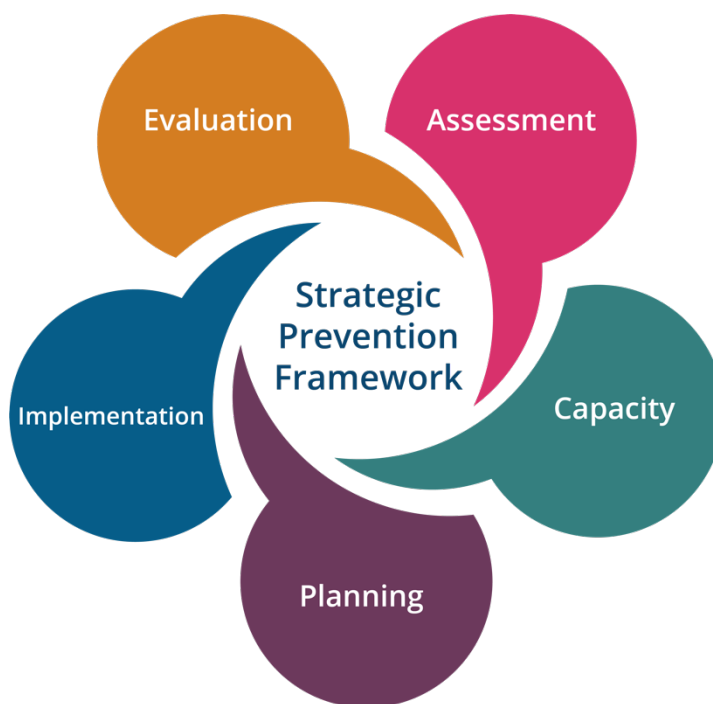 Evaluation
Assessment
Strategic
Prevention
Framework
Capacity
Implementation
Planning